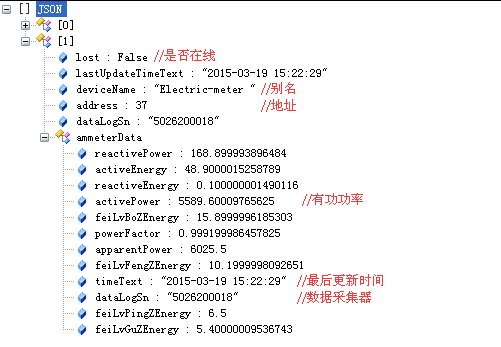 [] JSON
[0]
[1]
lost : False //是否在线
lastUpdateTimeText : "2015-03-19 15:22:29"
deviceName : "Electric-meter " //别名
address : 37 //地址
dataLogSn : "5026200018"
ammeterData
reactivePower : 168.899993896484
activeEnergy : 48.9000015258789
reactiveEnergy : 0.100000001490116
activePower : 5589.60009765625 //有功功率
feiLvBoZEnergy : 15.8999996185303
powerFactor : 0.999199986457825
apparentPower : 6025.5
feiLvFengZEnergy : 10.1999998092651
timeText : "2015-03-19 15:22:29" //最后更新时间
dataLogSn : "5026200018" //数据采集器
feiLvPingZEnergy : 6.5
feiLvGuZEnergy : 5.40000009536743